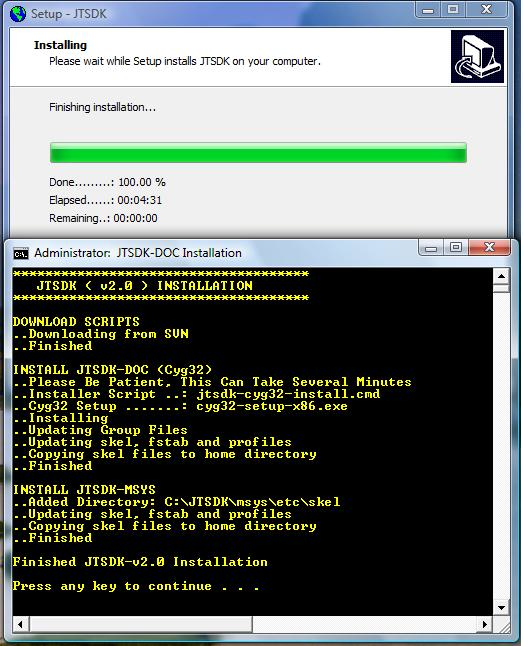 Setup - JTSDK
Installing
Please wait while Setup installs JTSDK on your computer.
Finishing installation...
Done.........: 100.00 %
Elapsed......: 00:04:31
Remaining..: 00:00:00
Administrator: JTSDK-DOC Installation
***************************************
JTSDK ( v2.0 ) INSTALLATION
***************************************
DOWNLOAD SCRIPTS
..Downloading from SVN
..Finished
INSTALL JTSDK-DOC (Cyg32)
..Please Be Patient, This Can Take Several Minutes
..Installer Script ..: jtsdk-cyg32-install.cmd
..Cyg32 Setup .......: cyg32-setup-x86.exe
..Installing
..Updating Group Files
..Updating skel, fstab and profiles
..Copying skel files to home directory
..Finished
INSTALL JTSDK-MSYS
..Added Directory: C:\JTSDK\msys\etc\skel
..Updating skel, fstab and profiles
..Copying skel files to home directory
..Finished
Finished JTSDK-v2.0 Installation
Press any key to continue . . .